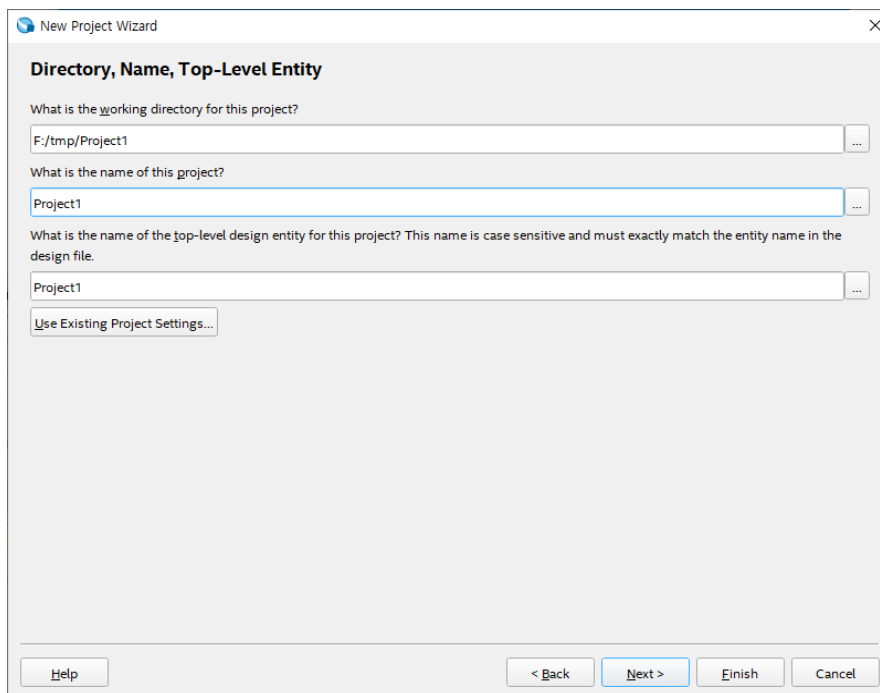 New Project Wizard
Directory, Name, Top-Level Entity
What is the working directory for this project?
F:/tmp/Project1
...
What is the name of this project?
Project1
...
What is the name of the top-level design entity for this project? This name is case sensitive and must exactly match the entity name in the
design file.
Project1
...
Use Existing Project Settings...
Help
< Back
Next >
Finish
Cancel